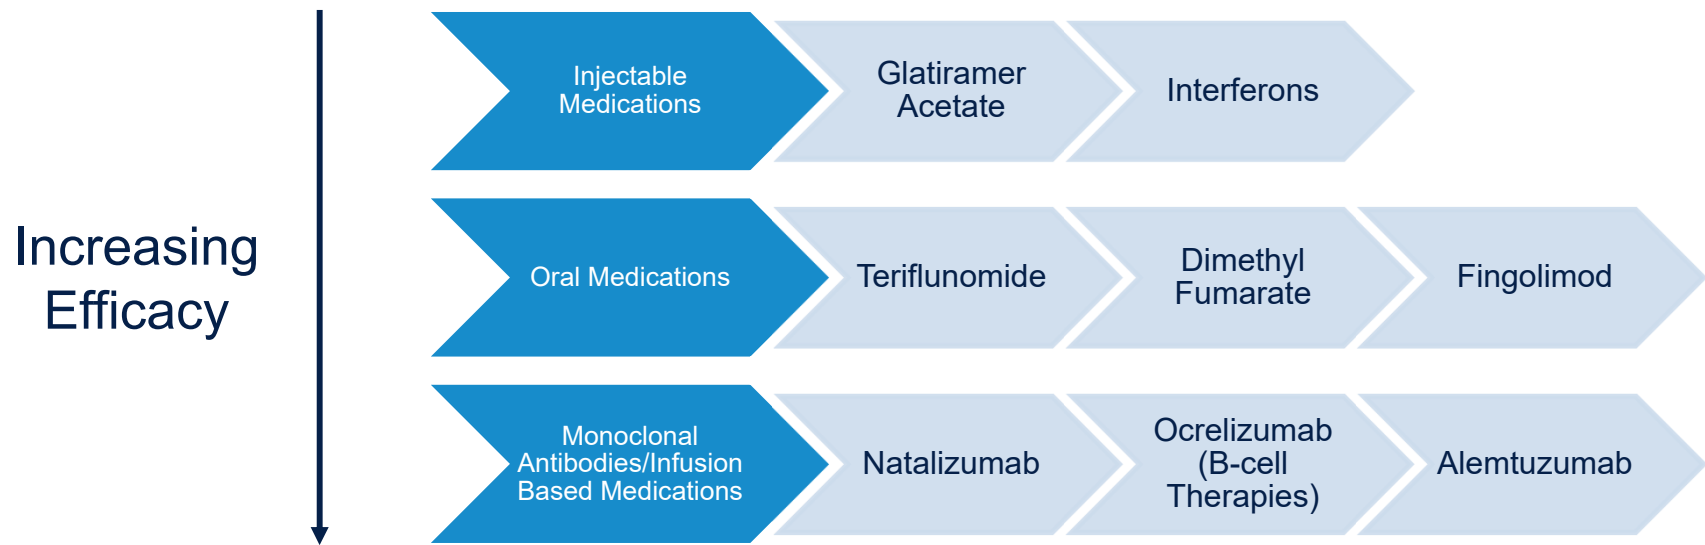 Increasing
Efficacy
Injectable
Medications
Glatiramer
Acetate
Interferons
Oral Medications
Teriflunomide
Dimethyl
Fumarate
Fingolimod
Monoclonal
Antibodies/Infusion
Based Medications
Natalizumab
Ocrelizumab
(B-cell
Therapies)
Alemtuzumab